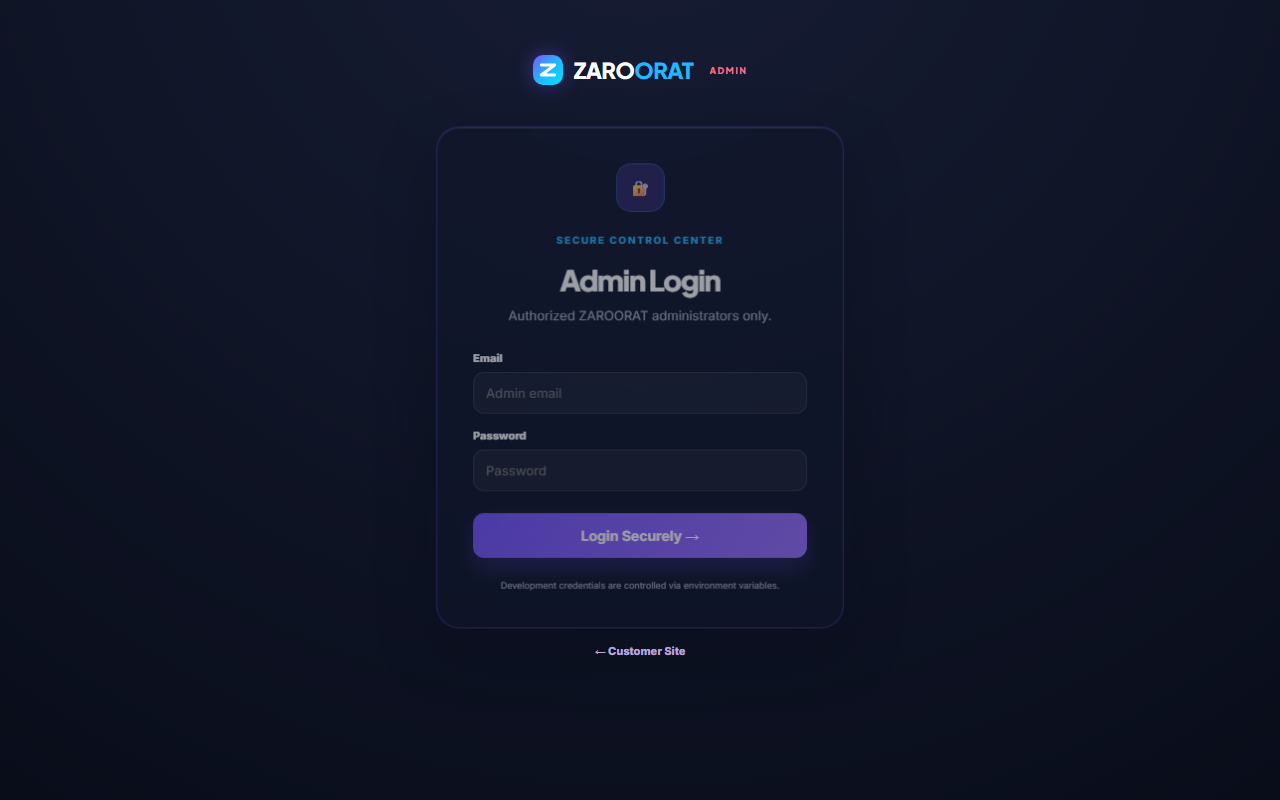 ZAROORAT ADMIN
SECURE CONTROL CENTER
Admin Login
Authorized ZAROORAT administrators only.
Email
Admin email
Password
Password
Login Securely →
Development credentials are controlled via environment variables.
← Customer Site